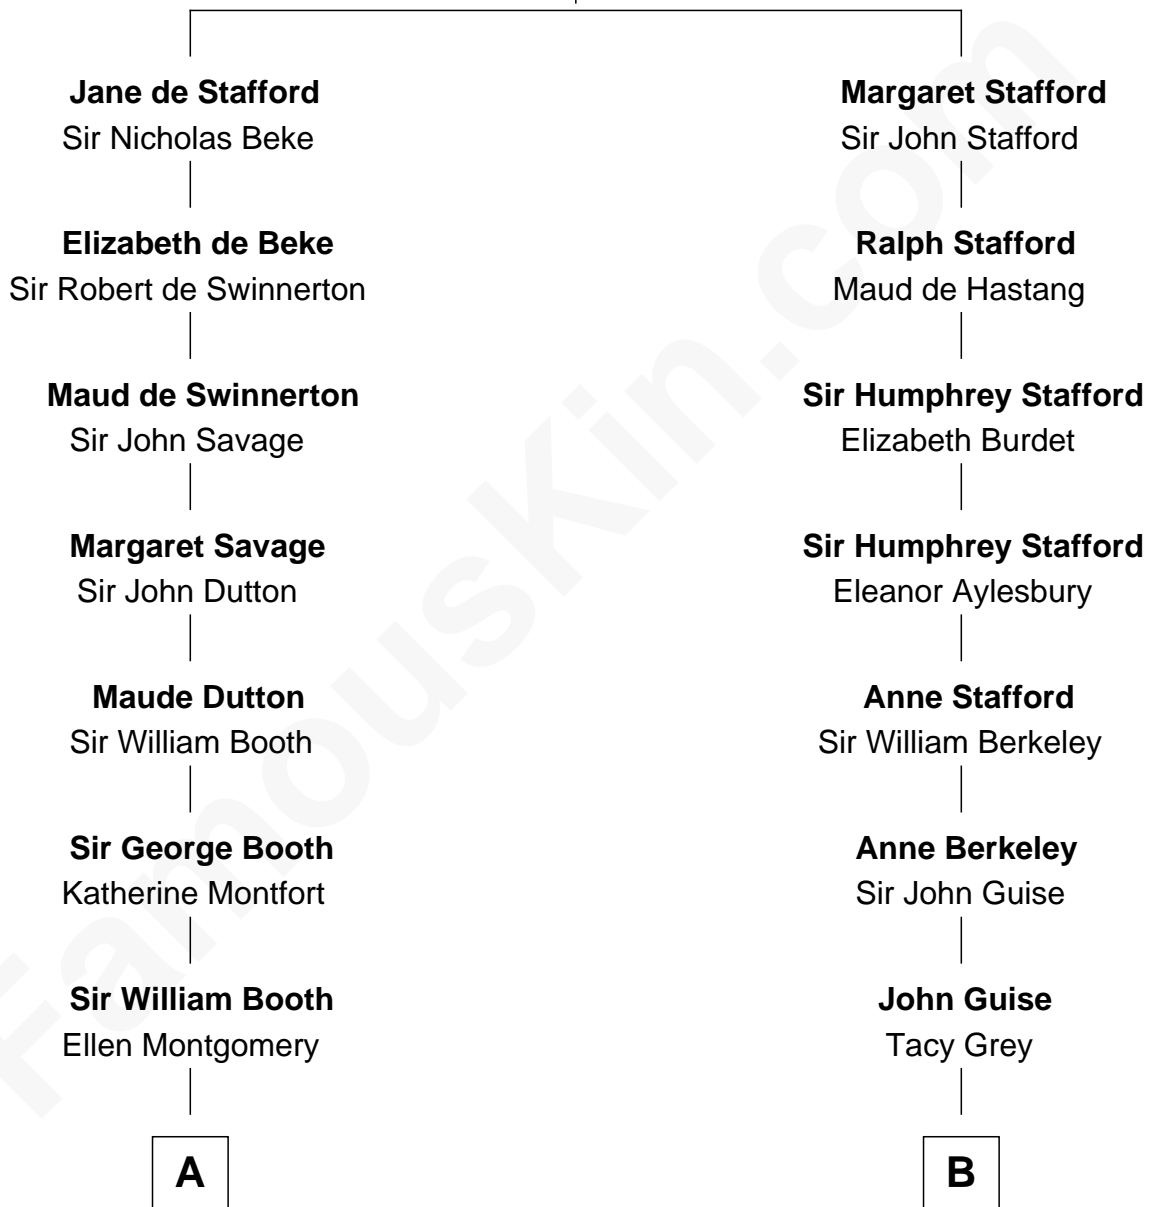 Jane de Stafford
Sir Nicholas Beke
Elizabeth de Beke
Sir Robert de Swinnerton
Maud de Swinnerton
Sir John Savage
Margaret Savage
Sir John Dutton
Maude Dutton
Sir William Booth
Sir George Booth
Katherine Montfort
Sir William Booth
Ellen Montgomery
A
Margaret Stafford
Sir John Stafford
Ralph Stafford
Maud de Hastang
Sir Humphrey Stafford
Elizabeth Burdet
Sir Humphrey Stafford
Eleanor Aylesbury
Anne Stafford
Sir William Berkeley
Anne Berkeley
Sir John Guise
John Guise
Tacy Grey
B
FamousKin.com